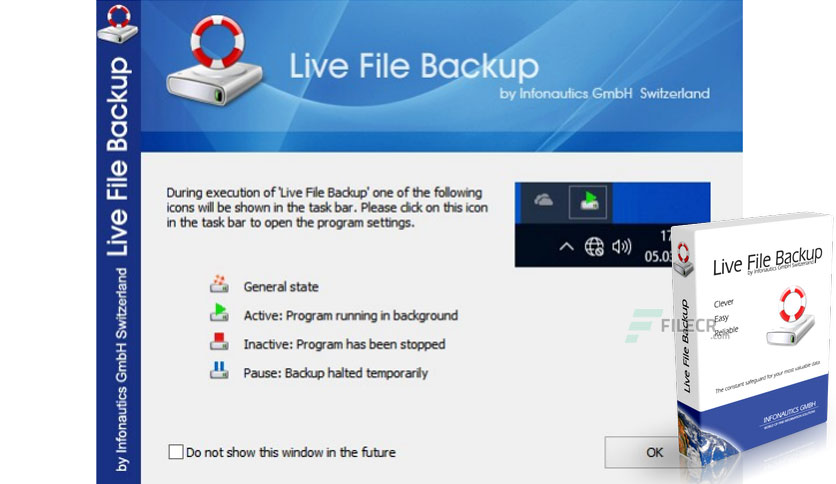 Live File Backup
by Infonautics GmbH Switzerland
by Infonautics GmbH Switzerland Live File Backup
During execution of 'Live File Backup' one of the following
icons will be shown in the task bar. Please click on this icon
in the task bar to open the program settings.
17
05.03
General state
Active: Program running in background
Inactive: Program has been stopped
Pause: Backup halted temporarily
Do not show this window in the future
OK
FILECR
.com
Live File Backup
by Infonautics GmbH Switzerland
Clever
Easy
Reliable
The constant safeguard for your most valuable data
INFONAUTICS GMBH
Live File Backup